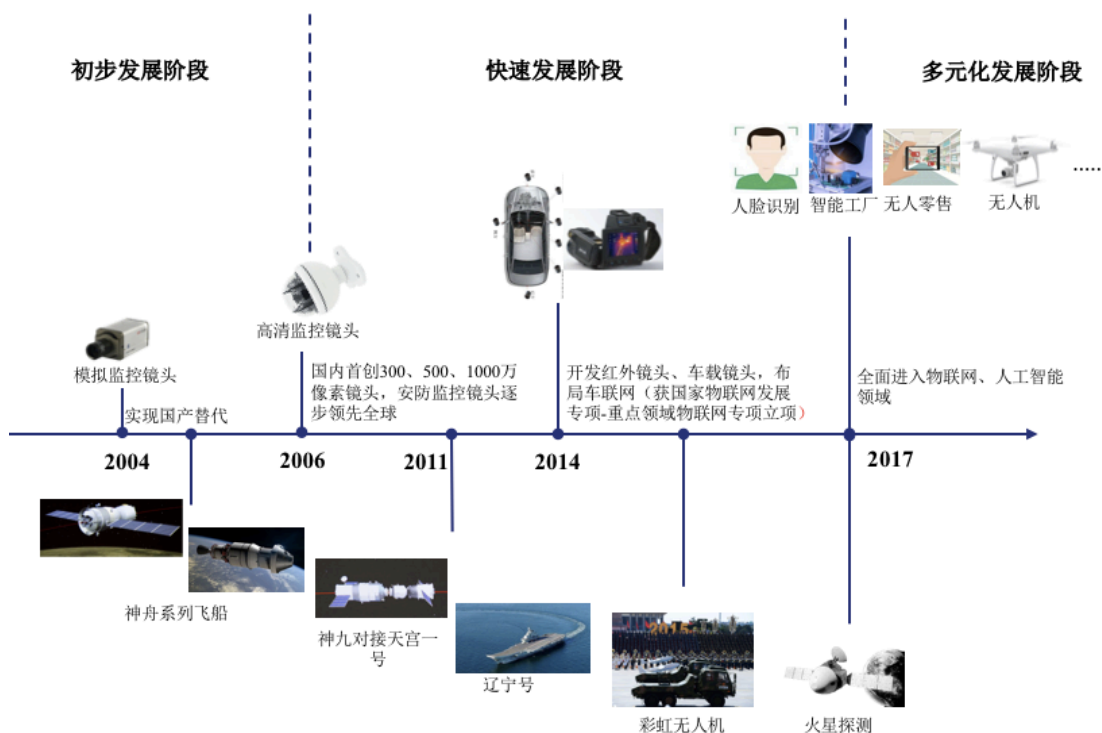 初步发展阶段
快速发展阶段
多元化发展阶段
人脸识别
智能工厂
无人零售
无人机
.....
高清监控镜头
模拟监控镜头
实现国产替代
国内首创300、500、1000万
像素镜头，安防监控镜头逐
步领先全球
开发红外镜头、车载镜头，布
局车联网（获国家物联网发展
专项-重点领域物联网专项立项）
全面进入物联网、人工智能
领域
2004
2006
2011
2014
2017
神舟系列飞船
神九对接天宫一
号
辽宁号
2015
彩虹无人机
火星探测